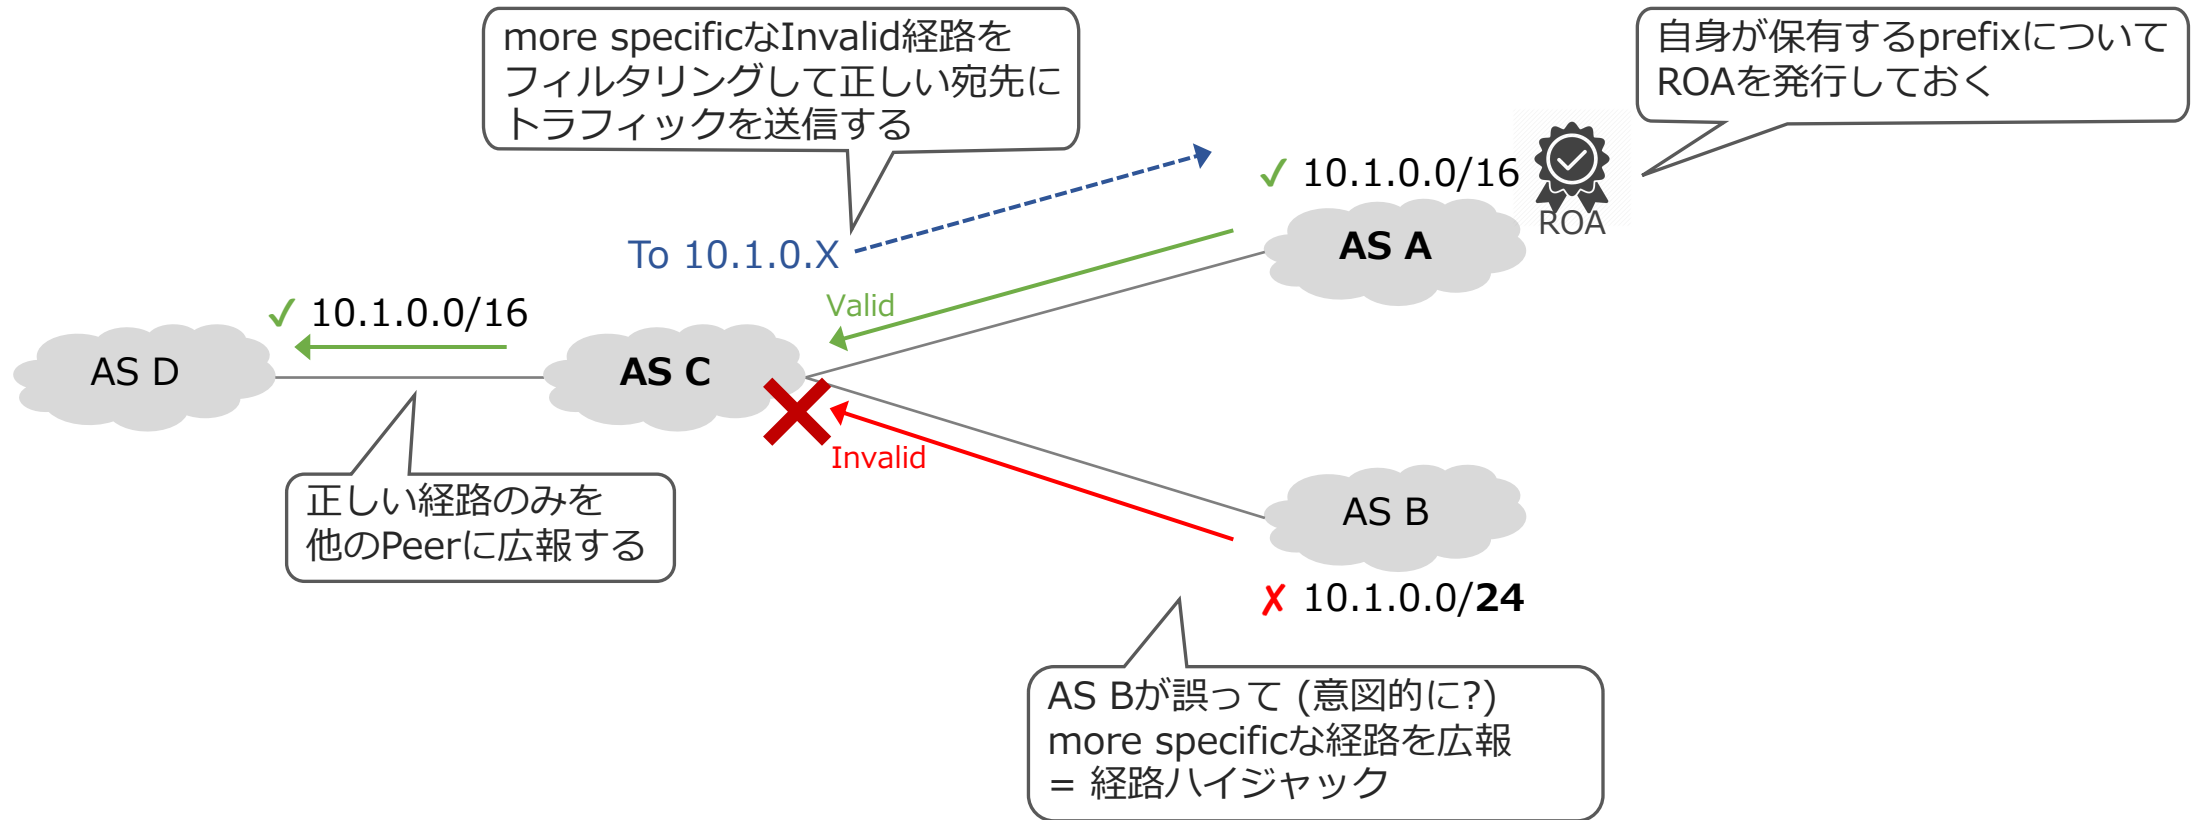 more specificなInvalid経路を
フィルタリングして正しい宛先に
トラフィックを送信する
自身が保有するprefixについて
ROAを発行しておく
✓ 10.1.0.0/16
ROA
AS A
To 10.1.0.X
Valid
✓ 10.1.0.0/16
AS D
AS C
Invalid
正しい経路のみを
他のPeerに広報する
AS B
✗ 10.1.0.0/24
AS Bが誤って (意図的に?)
more specificな経路を広報
= 経路ハイジャック